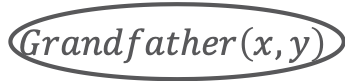 Grandfather(x, y)